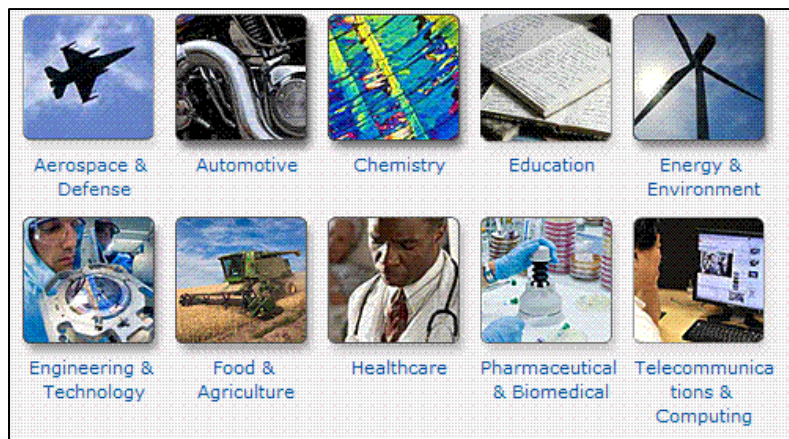 Aerospace &
Defense
Automotive
Chemistry
Education
Energy &
Environment
Engineering &
Technology
Food &
Agriculture
Healthcare
Pharmaceutical
& Biomedical
Telecommunica
tions &
Computing